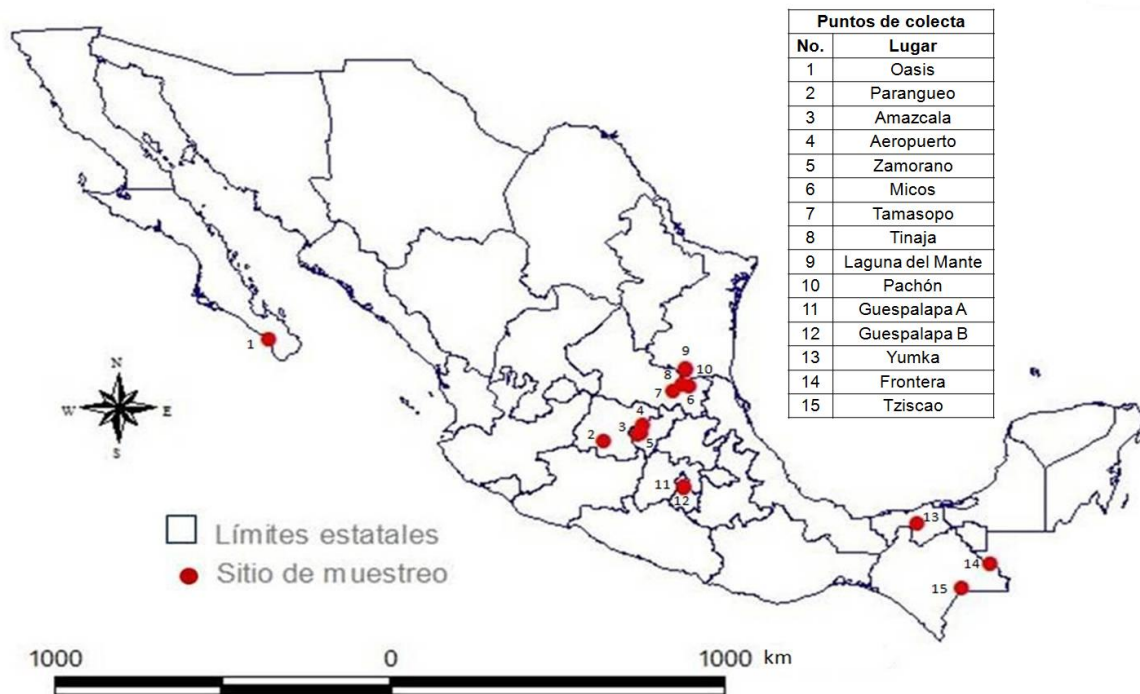 Puntos de colecta
No. Lugar
1 Oasis
2 Parangueo
3 Amazcala
4 Aeropuerto
5 Zamorano
6 Micos
7 Tamasopo
8 Tinaja
9 Laguna del Mante
10 Pachón
11 Guespalapa A
12 Guespalapa B
13 Yumka
14 Frontera
15 Tziscao
1
9
8
10
7
6
4
3
5
2
11
12
13
14
15
N
W
E
S
Límites estatales
Sitio de muestreo
1000 0 1000 km